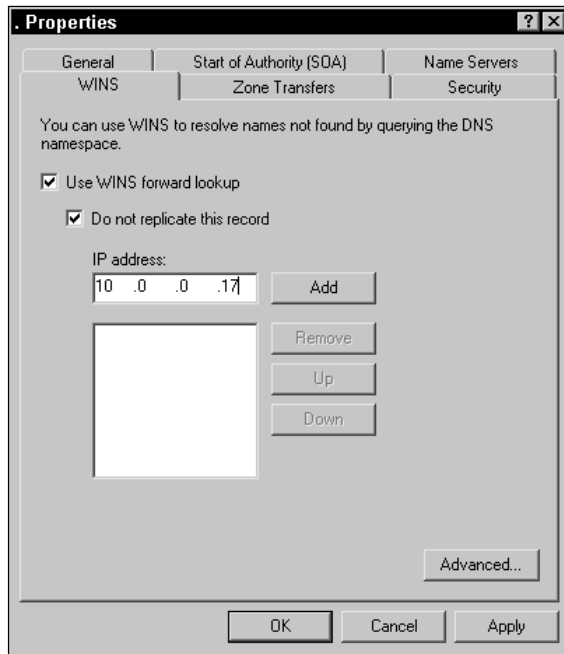 . Properties
? ×
General Start of Authority (SOA) Name Servers
WINS Zone Transfers Security
You can use WINS to resolve names not found by querying the DNS
namespace.
Use WINS forward lookup
Do not replicate this record
IP address:
10 .0 .0 .17 Add
Remove
Up
Down
Advanced...
OK Cancel Apply